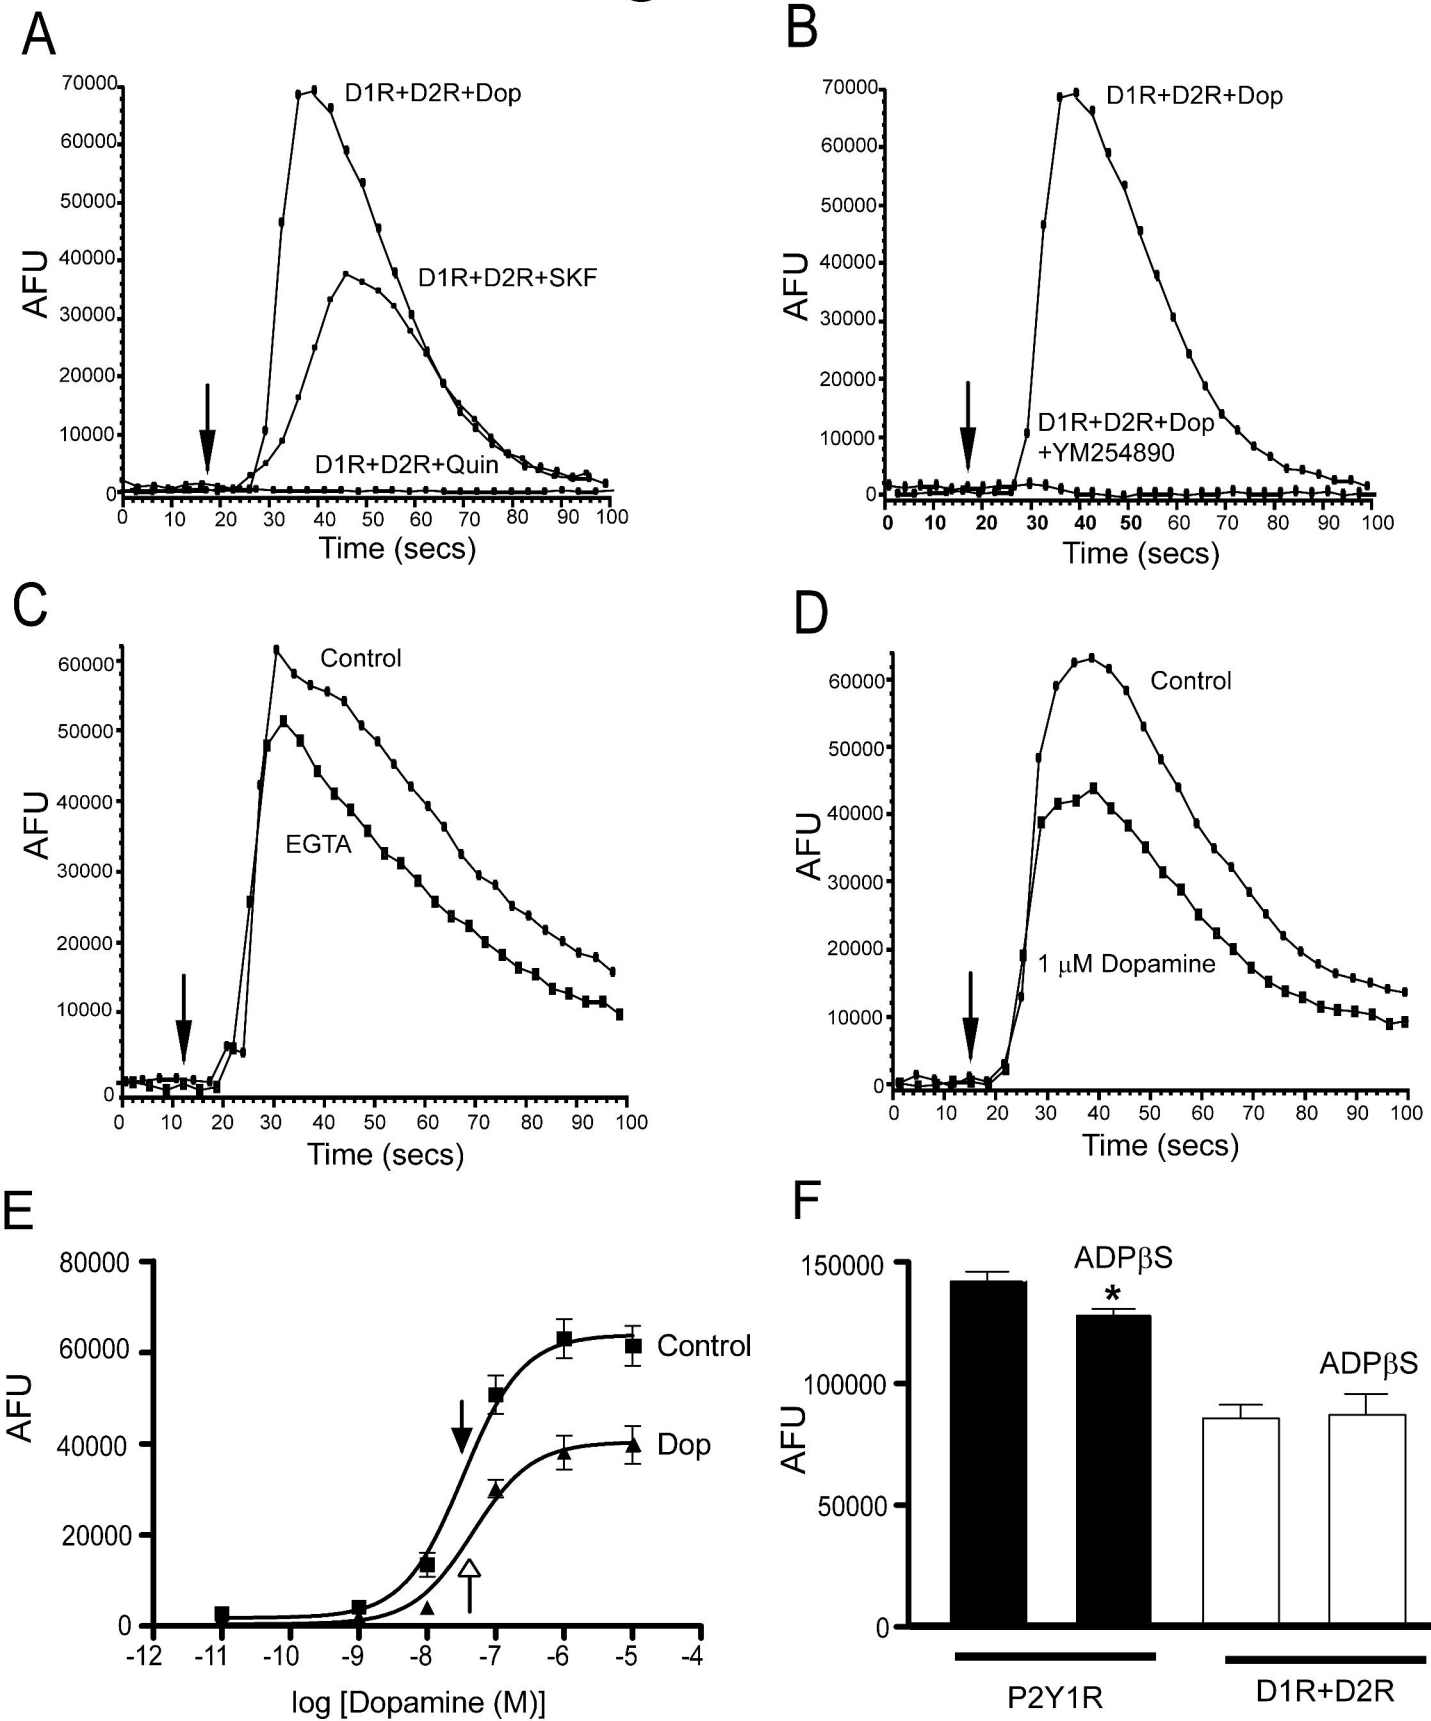 A
70000
60000
50000
40000
30000
20000
10000
0
AFU
D1R+D2R+Dop
D1R+D2R+SKF
D1R+D2R+Quin
0 10 20 30 40 50 60 70 80 90 100
Time (secs)
B
70000
60000
50000
40000
30000
20000
10000
0
AFU
D1R+D2R+Dop
D1R+D2R+Dop
+YM254890
0 10 20 30 40 50 60 70 80 90 100
Time (secs)
C
60000
50000
40000
30000
20000
10000
0
AFU
Control
EGTA
0 10 20 30 40 50 60 70 80 90 100
Time (secs)
D
60000
50000
40000
30000
20000
10000
0
AFU
Control
1 μM Dopamine
0 10 20 30 40 50 60 70 80 90 100
Time (secs)
E
80000
60000
40000
20000
0
AFU
Control
Dop
-12 -11 -10 -9 -8 -7 -6 -5 -4
log [Dopamine (M)]
F
150000
100000
50000
0
AFU
ADPβS
*
ADPβS
P2Y1R
D1R+D2R